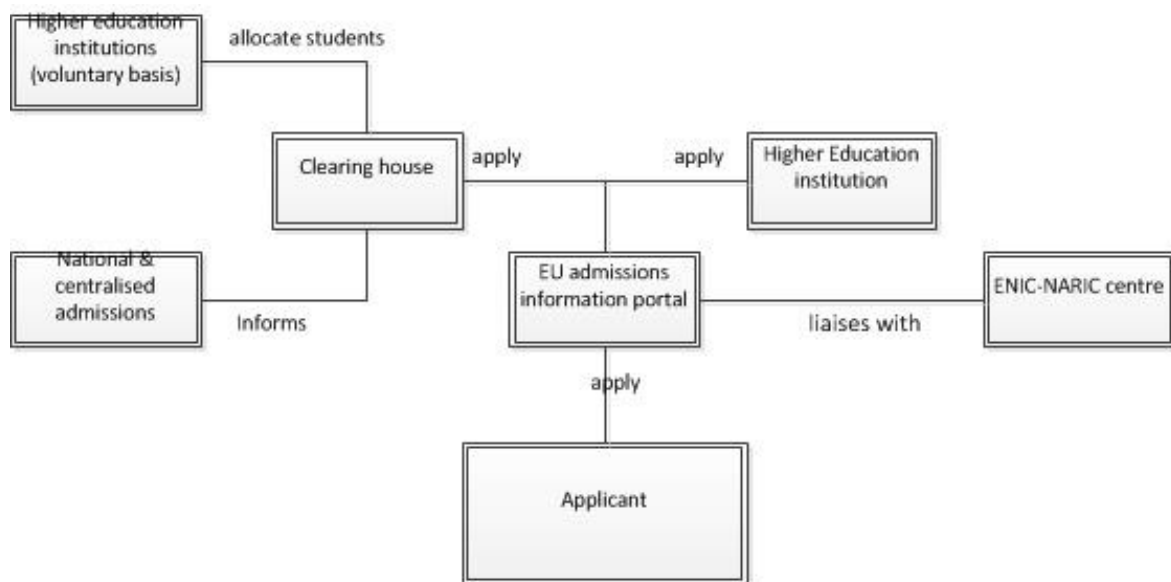 Higher education
institutions
(voluntary basis)
allocate students
Clearing house
apply
apply
Higher Education
institution
National &
centralised
admissions
Informs
EU admissions
information portal
ENIC-NARIC centre
liaises with
apply
Applicant